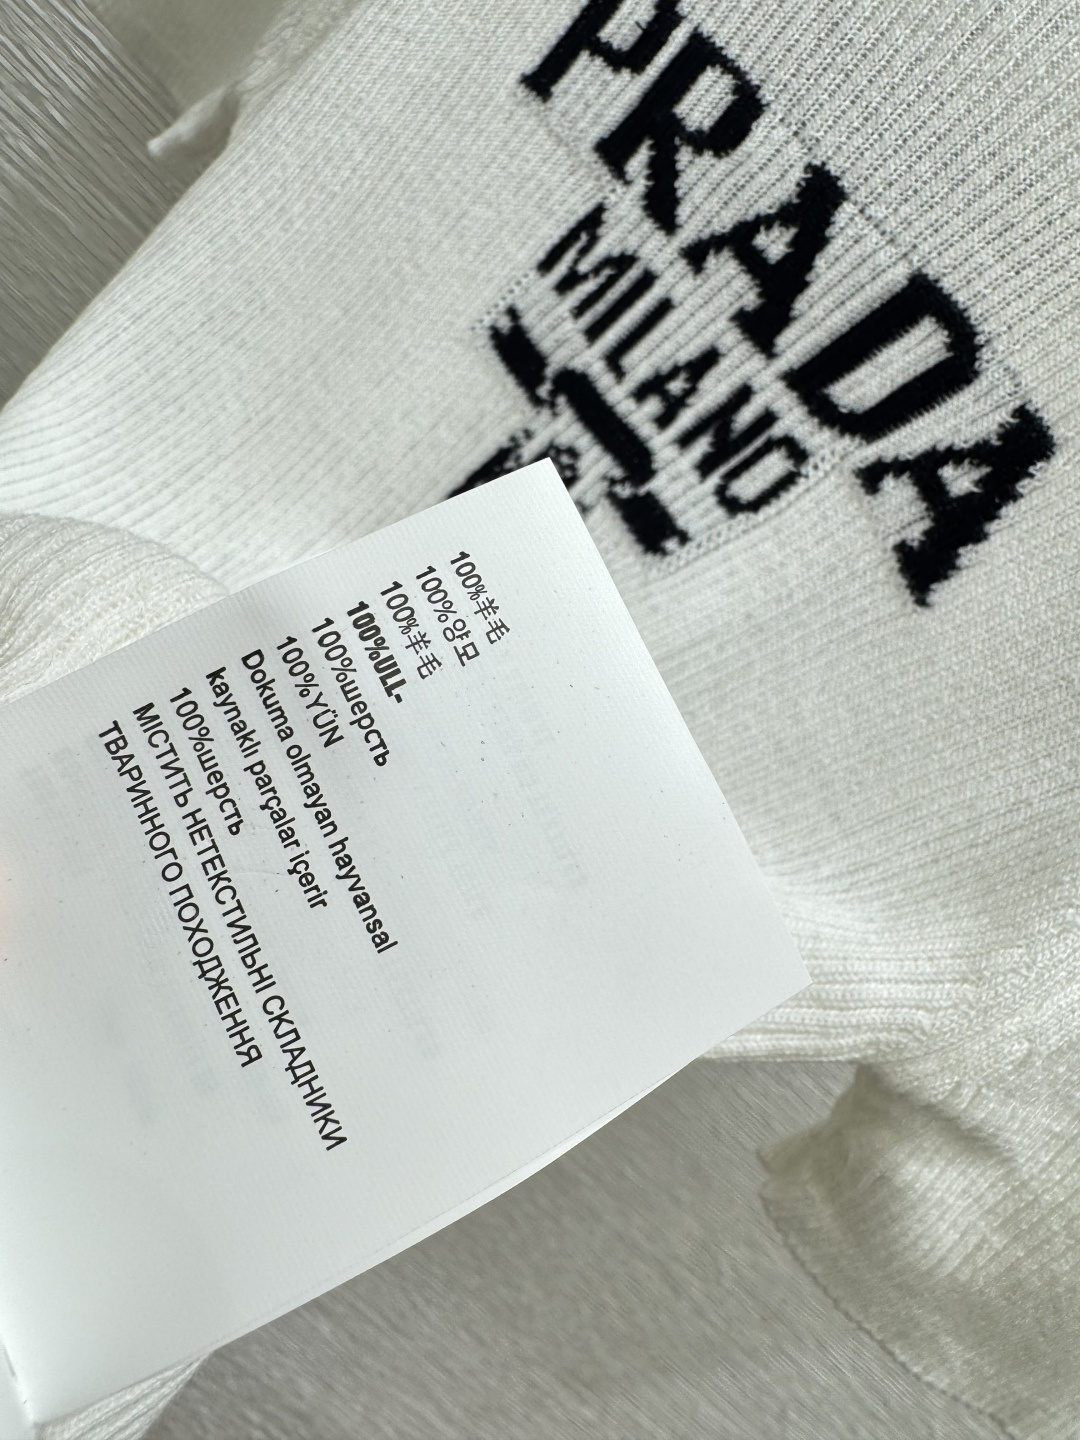 PRADA
MILANO
100%羊毛
100%양모
100%羊毛
100%ULL-
100%шерсть
100%YÜN
Dokuma olmayan hayvansal
kaynaklı parçalar içerir
100%шерсть
МІСТИТЬ НЕТЕКСТИЛЬНІ СКЛАДНИКИ
ТВАРИННОГО ПОХОДЖЕННЯ